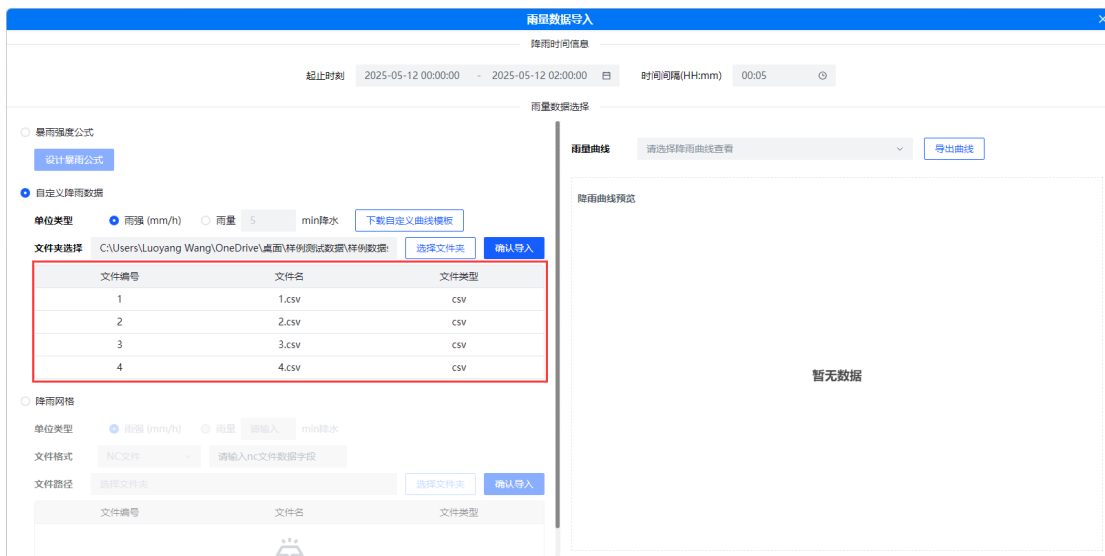 雨量数据导入
降雨时间信息
起止时刻 2025-05-12 00:00:00 - 2025-05-12 02:00:00 时间间隔(HH:mm) 00:05
雨量数据选择
暴雨强度公式
设计暴雨公式
自定义降雨数据
单位类型 雨强 (mm/h) 雨量 5 min降水 下载自定义曲线模板
文件夹选择 C:\Users\Luoyang Wang\OneDrive\桌面\样例测试数据\样例数据 选择文件夹 确认导入
文件编号 文件名 文件类型
1 1.csv csv
2 2.csv csv
3 3.csv csv
4 4.csv csv
降雨网格
单位类型 雨强 (mm/h) 雨量 请输入 min降水
文件格式 NC文件 请输入nc文件数据字段
文件路径 选择文件夹 选择文件夹 确认导入
文件编号 文件名 文件类型
雨量曲线 请选择降雨曲线查看 导出曲线
降雨曲线预览
暂无数据